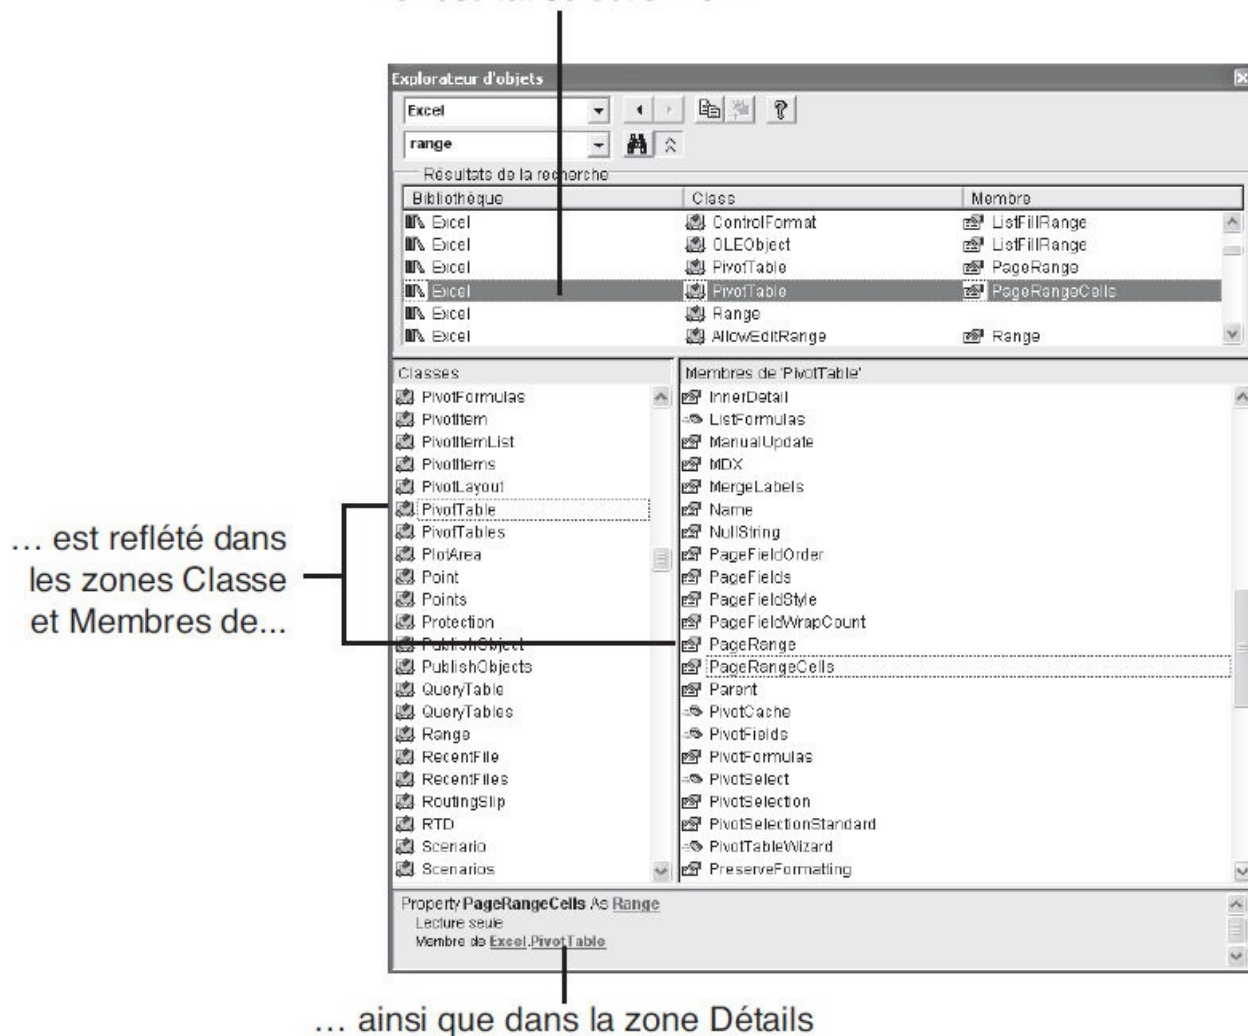 Explorateur d'objets
Excel
range
Résultats de la recherche
Bibliothèque Class Membre
Excel ControlFormat ListFillRange
Excel OLEObject ListFillRange
Excel PivotTable PageRange
Excel PivotTable PageRangeCells
Excel Range
Excel AllowEditRange Range
Classes Membres de 'PivotTable'
PivotFormulas InnerDetail
PivotItem ListFormulas
PivotItemList ManualUpdate
PivotItems MDX
PivotLayout MergeLabels
PivotTable Name
PivotTables NullString
PlotArea PageFieldOrder
Point PageFields
Points PageFieldStyle
Protection PageFieldWrapCount
PublishObject PageRange
PublishObjects PageRangeCells
QueryTable Parent
QueryTables PivotCache
Range PivotFields
RecentFile PivotFormulas
RecentFiles PivotSelect
RoutingSlip PivotSelection
RTD PivotSelectionStandard
Scenario PivotTableWizard
Scenarios PreserveFormatting
… est reflété dans
les zones Classe
et Membres de...
Property PageRangeCells As Range
Lecture seule
Membre de Excel.PivotTable
… ainsi que dans la zone Détails